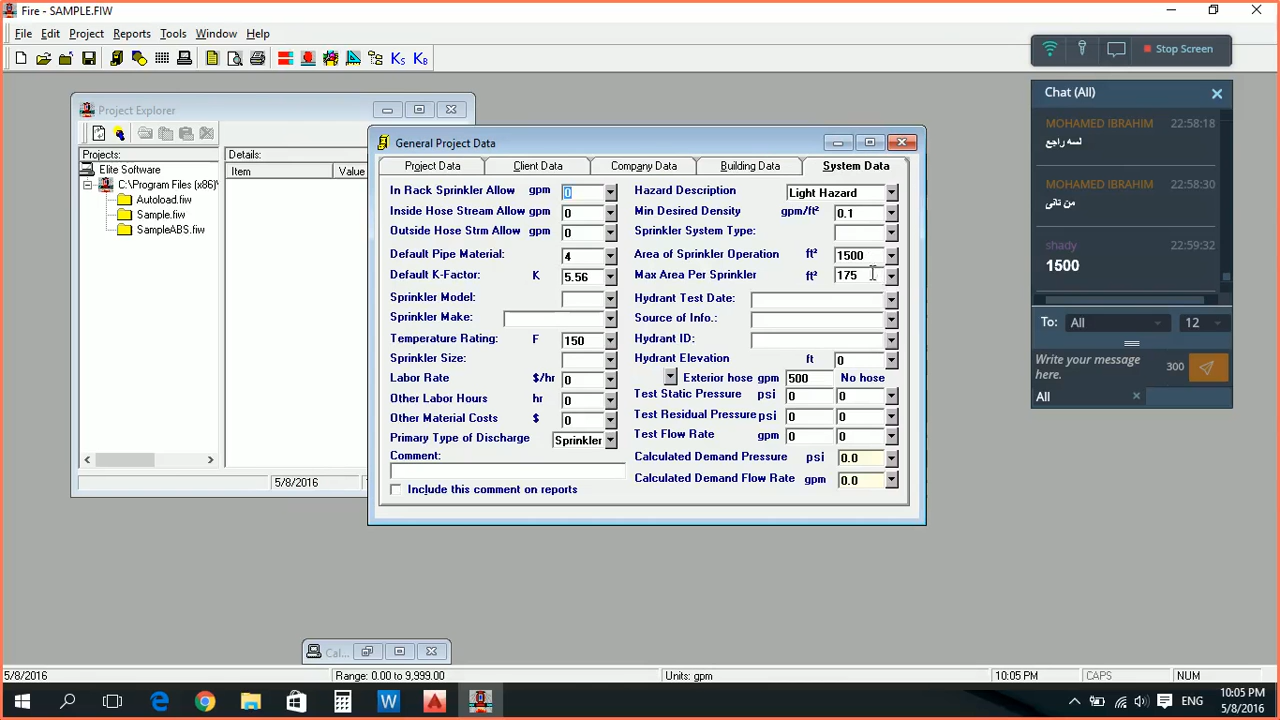 Fire - SAMPLE.FIW
File Edit Project Reports Tools Window Help
KS KB
Stop Screen
Chat (All)
MOHAMED IBRAHIM 22:58:18
لسه راجع
MOHAMED IBRAHIM 22:58:30
من تانى
shady 22:59:32
1500
To: All 12
Write your message here. 300
All
Project Explorer
Projects:
Elite Software
C:\Program Files (x86)\
Autoload.fiw
Sample.fiw
SampleABS.fiw
Details:
Item Value
5/8/2016
General Project Data
Project Data Client Data Company Data Building Data System Data
In Rack Sprinkler Allow gpm 0
Inside Hose Stream Allow gpm 0
Outside Hose Strm Allow gpm 0
Default Pipe Material: 4
Default K-Factor: K 5.56
Sprinkler Model:
Sprinkler Make:
Temperature Rating: F 150
Sprinkler Size:
Labor Rate $/hr 0
Other Labor Hours hr 0
Other Material Costs $ 0
Primary Type of Discharge Sprinkler
Comment:
Include this comment on reports
Hazard Description Light Hazard
Min Desired Density gpm/ft² 0.1
Sprinkler System Type:
Area of Sprinkler Operation ft² 1500
Max Area Per Sprinkler ft² 175
Hydrant Test Date:
Source of Info.:
Hydrant ID:
Hydrant Elevation ft 0
Exterior hose gpm 500 No hose
Test Static Pressure psi 0 0
Test Residual Pressure psi 0 0
Test Flow Rate gpm 0 0
Calculated Demand Pressure psi 0.0
Calculated Demand Flow Rate gpm 0.0
Cal...
5/8/2016 Range: 0.00 to 9,999.00 Units: gpm 10:05 PM CAPS NUM
ENG 10:05 PM
5/8/2016